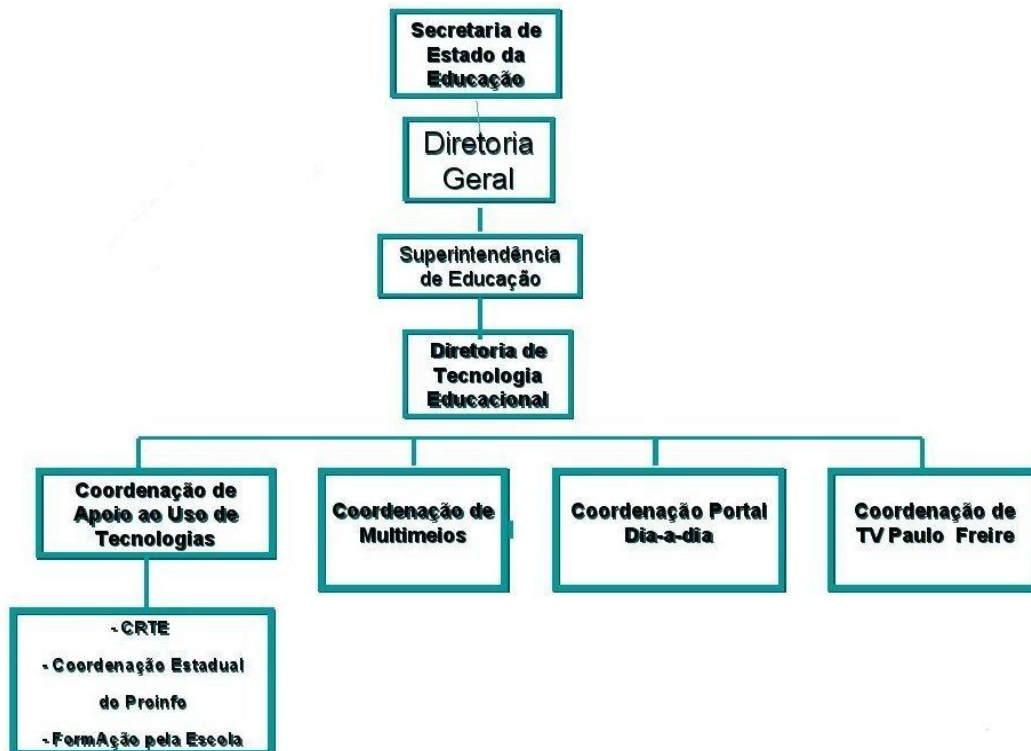 Secretaria de
Estado da
Educação
Diretoria
Geral
Superintendência
de Educação
Diretoria de
Tecnologia
Educacional
Coordenação de
Apoio ao Uso de
Tecnologias
Coordenação de
Multimeios
Coordenação Portal
Dia-a-dia
Coordenação de
TV Paulo Freire
- CRTE
- Coordenação Estadual
do Proinfo
- FormAção pela Escola